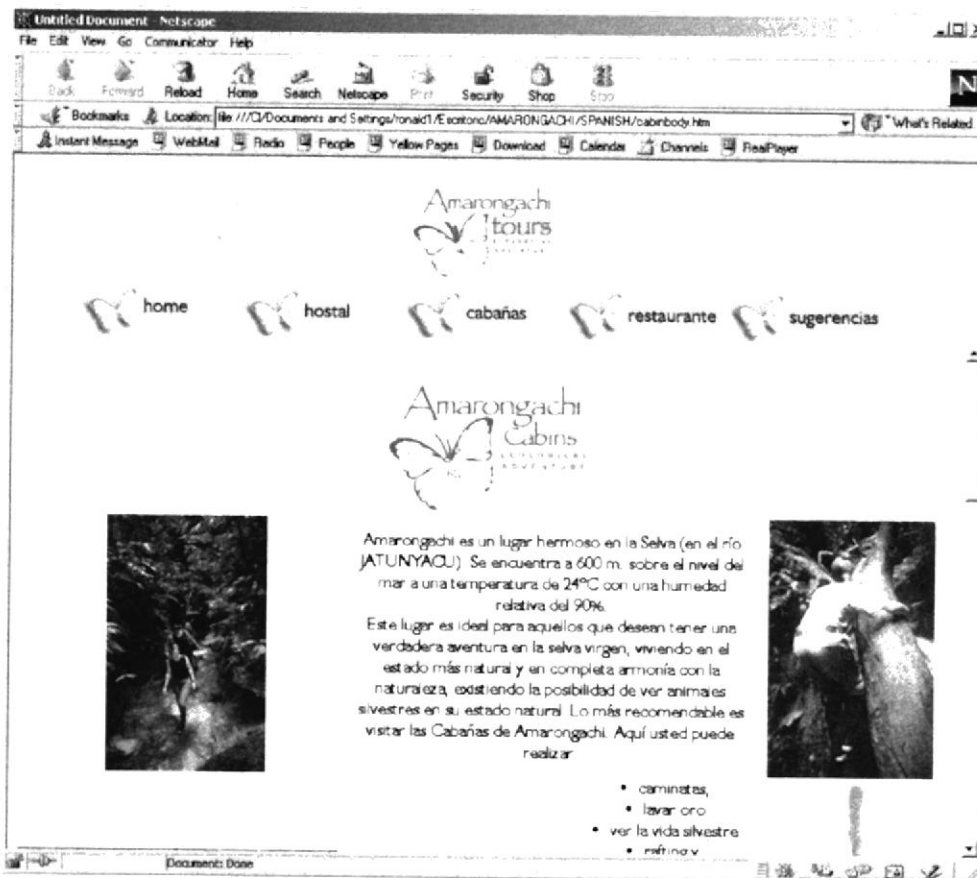 Untitled Document - Netscape
File Edit View Go Communicator Help
Back Forward Reload Home Search Netscape Print Security Shop Stop
Bookmarks Location: file:///C|/Documents and Settings/ronald1/Escritorio/AMARONGACHI/SPANISH/cabinbody.htm What's Related
Instant Message WebMail Radio People Yellow Pages Download Calendar Channels RealPlayer
Amarongachi
tours
home hostal cabañas restaurante sugerencias
Amarongachi
Cabins
ECOLOGICAL
ADVENTURE
Amarongachi es un lugar hermoso en la Selva (en el río
JATUNYACU) Se encuentra a 600 m. sobre el nivel del
mar a una temperatura de 24°C con una humedad
relativa del 90%.
Este lugar es ideal para aquellos que desean tener una
verdadera aventura en la selva virgen, viviendo en el
estado más natural y en completa armonía con la
naturaleza, existiendo la posibilidad de ver animales
silvestres en su estado natural. Lo más recomendable es
visitar las Cabañas de Amarongachi. Aquí usted puede
realizar
• caminatas,
• lavar oro
• ver la vida silvestre
• rafting y
Document: Done